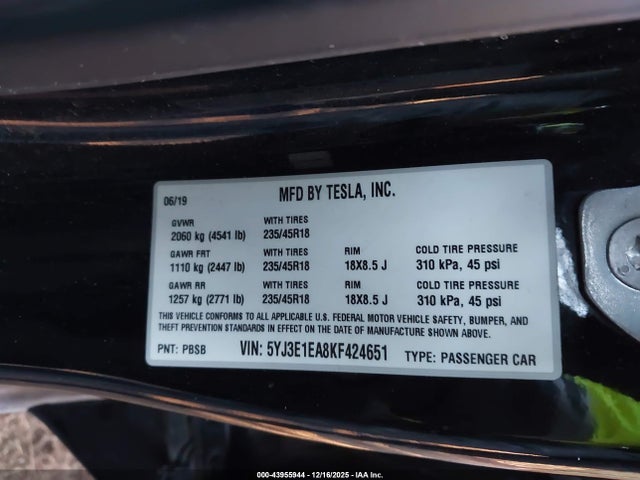 06/19 MFD BY TESLA, INC.
GVWR WITH TIRES
2060 kg (4541 lb) 235/45R18
GAWR FRT WITH TIRES RIM COLD TIRE PRESSURE
1110 kg (2447 lb) 235/45R18 18X8.5 J 310 kPa, 45 psi
GAWR RR WITH TIRES RIM COLD TIRE PRESSURE
1257 kg (2771 lb) 235/45R18 18X8.5 J 310 kPa, 45 psi
THIS VEHICLE CONFORMS TO ALL APPLICABLE U.S. FEDERAL MOTOR VEHICLE SAFETY, BUMPER, AND
THEFT PREVENTION STANDARDS IN EFFECT ON THE DATE OF MANUFACTURE SHOWN ABOVE.
PNT: PBSB VIN: 5YJ3E1EA8KF424651 TYPE: PASSENGER CAR
000-43955944 - 12/16/2025 - IAA Inc.